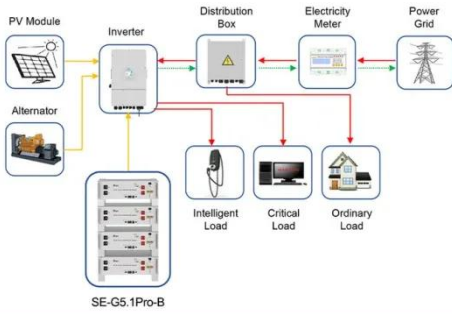 PV Module
Inverter
Distribution
Box
Electricity
Meter
Power
Grid
Alternator
Intelligent
Load
Critical
Load
Ordinary
Load
SE-G5.1Pro-B